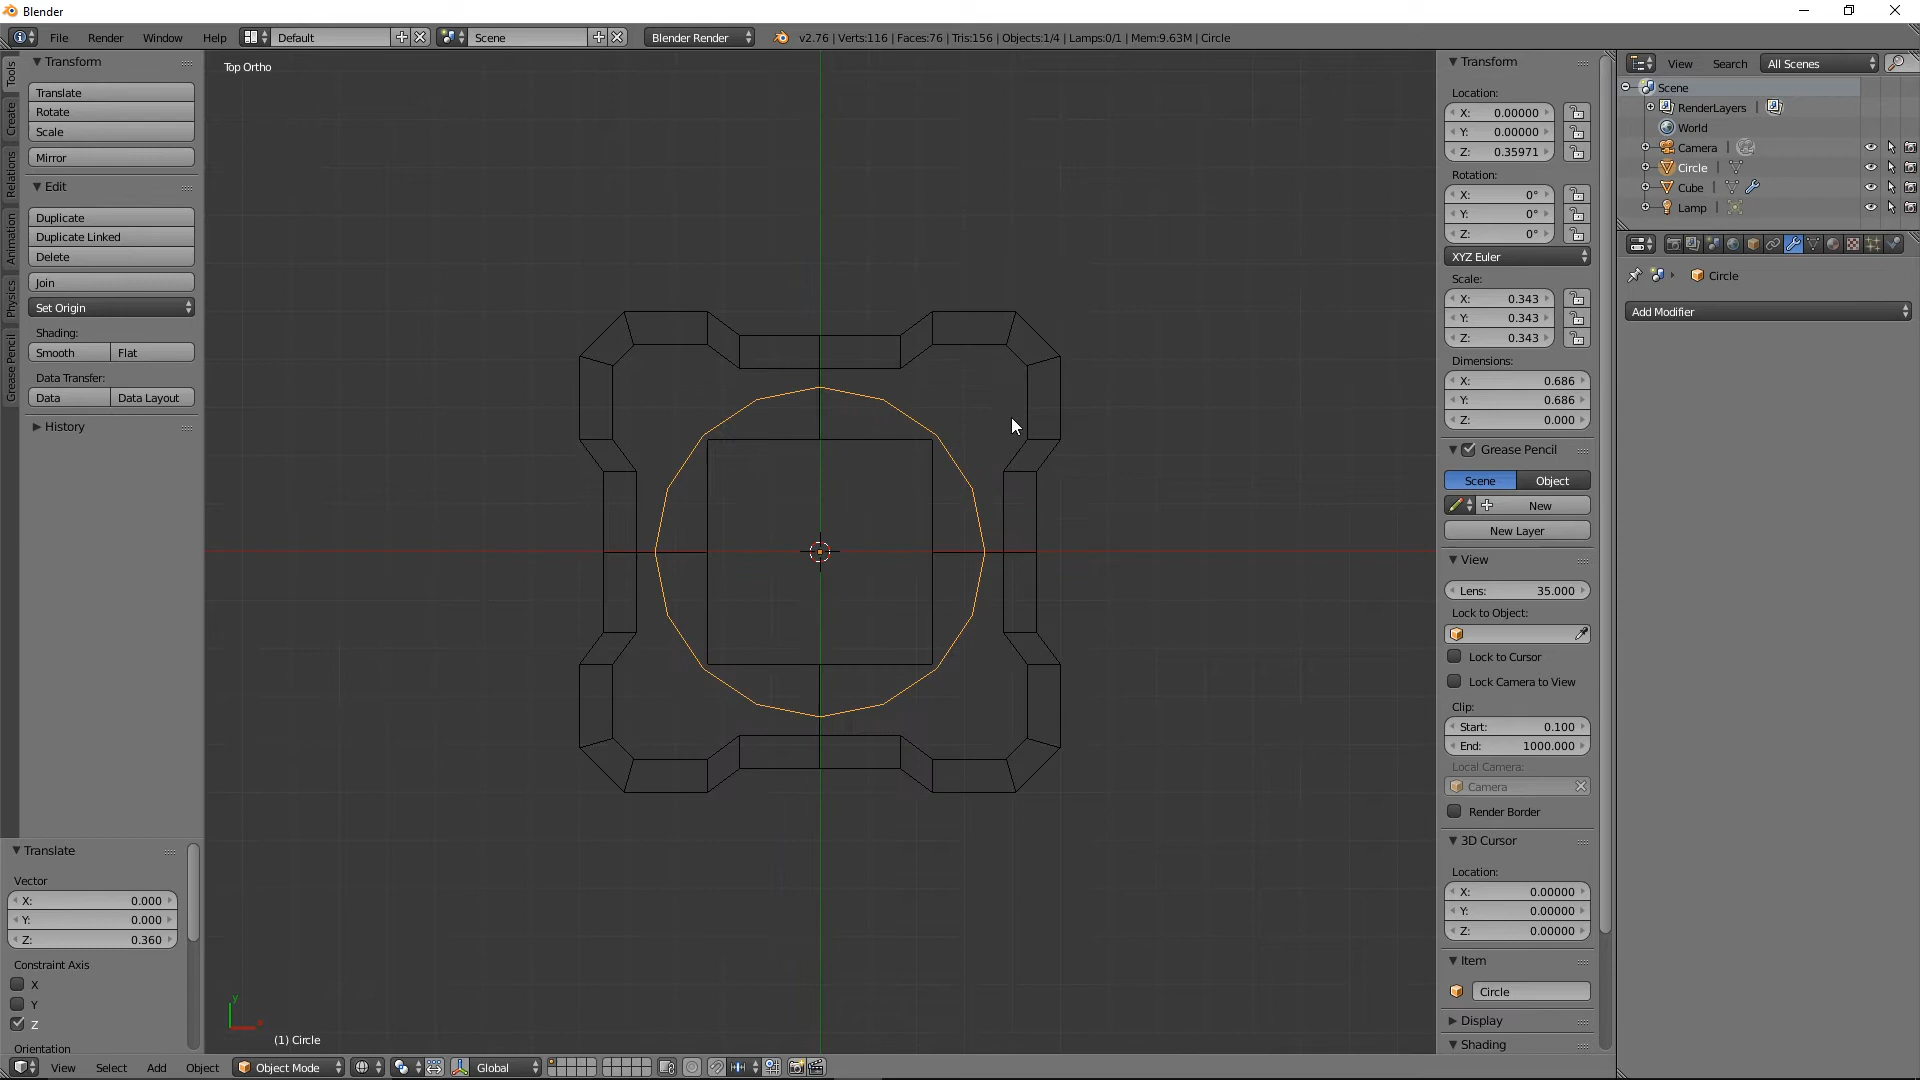 Blender
File Render Window Help Default Scene Blender Render v2.76 | Verts:116 | Faces:76 | Tris:156 | Objects:1/4 | Lamps:0/1 | Mem:9.63M | Circle
Tools
Create
Relations
Animation
Physics
Grease Pencil
Transform
Translate
Rotate
Scale
Mirror
Edit
Duplicate
Duplicate Linked
Delete
Join
Set Origin
Shading:
Smooth Flat
Data Transfer:
Data Data Layout
History
Translate
Vector
X: 0.000
Y: 0.000
Z: 0.360
Constraint Axis
X
Y
Z
Orientation
Top Ortho
y
(1) Circle
View Select Add Object Object Mode Global
Transform
Location:
X: 0.00000
Y: 0.00000
Z: 0.35971
Rotation:
X: 0°
Y: 0°
Z: 0°
XYZ Euler
Scale:
X: 0.343
Y: 0.343
Z: 0.343
Dimensions:
X: 0.686
Y: 0.686
Z: 0.000
Grease Pencil
Scene Object
New
New Layer
View
Lens: 35.000
Lock to Object:
Lock to Cursor
Lock Camera to View
Clip:
Start: 0.100
End: 1000.000
Local Camera:
Camera
Render Border
3D Cursor
Location:
X: 0.00000
Y: 0.00000
Z: 0.00000
Item
Circle
Display
Shading
View Search All Scenes
Scene
RenderLayers |
World
Camera
Circle
Cube
Lamp
Circle
Add Modifier